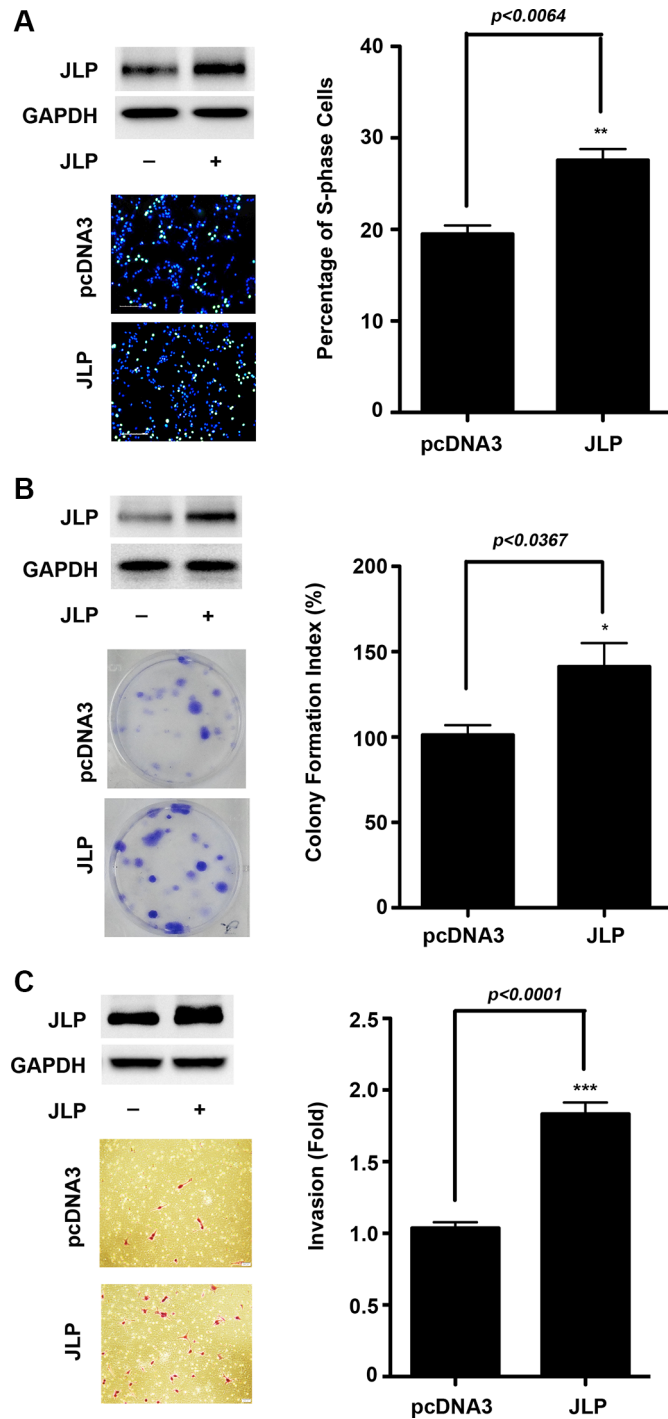 A
JLP
GAPDH
JLP – +
pcDNA3
JLP
p<0.0064
**
Percentage of S-phase Cells
40
30
20
10
0
pcDNA3 JLP
B
JLP
GAPDH
JLP – +
pcDNA3
JLP
p<0.0367
*
Colony Formation Index (%)
200
150
100
50
0
pcDNA3 JLP
C
JLP
GAPDH
JLP – +
pcDNA3
JLP
p<0.0001
***
Invasion (Fold)
2.5
2.0
1.5
1.0
0.5
0
pcDNA3 JLP